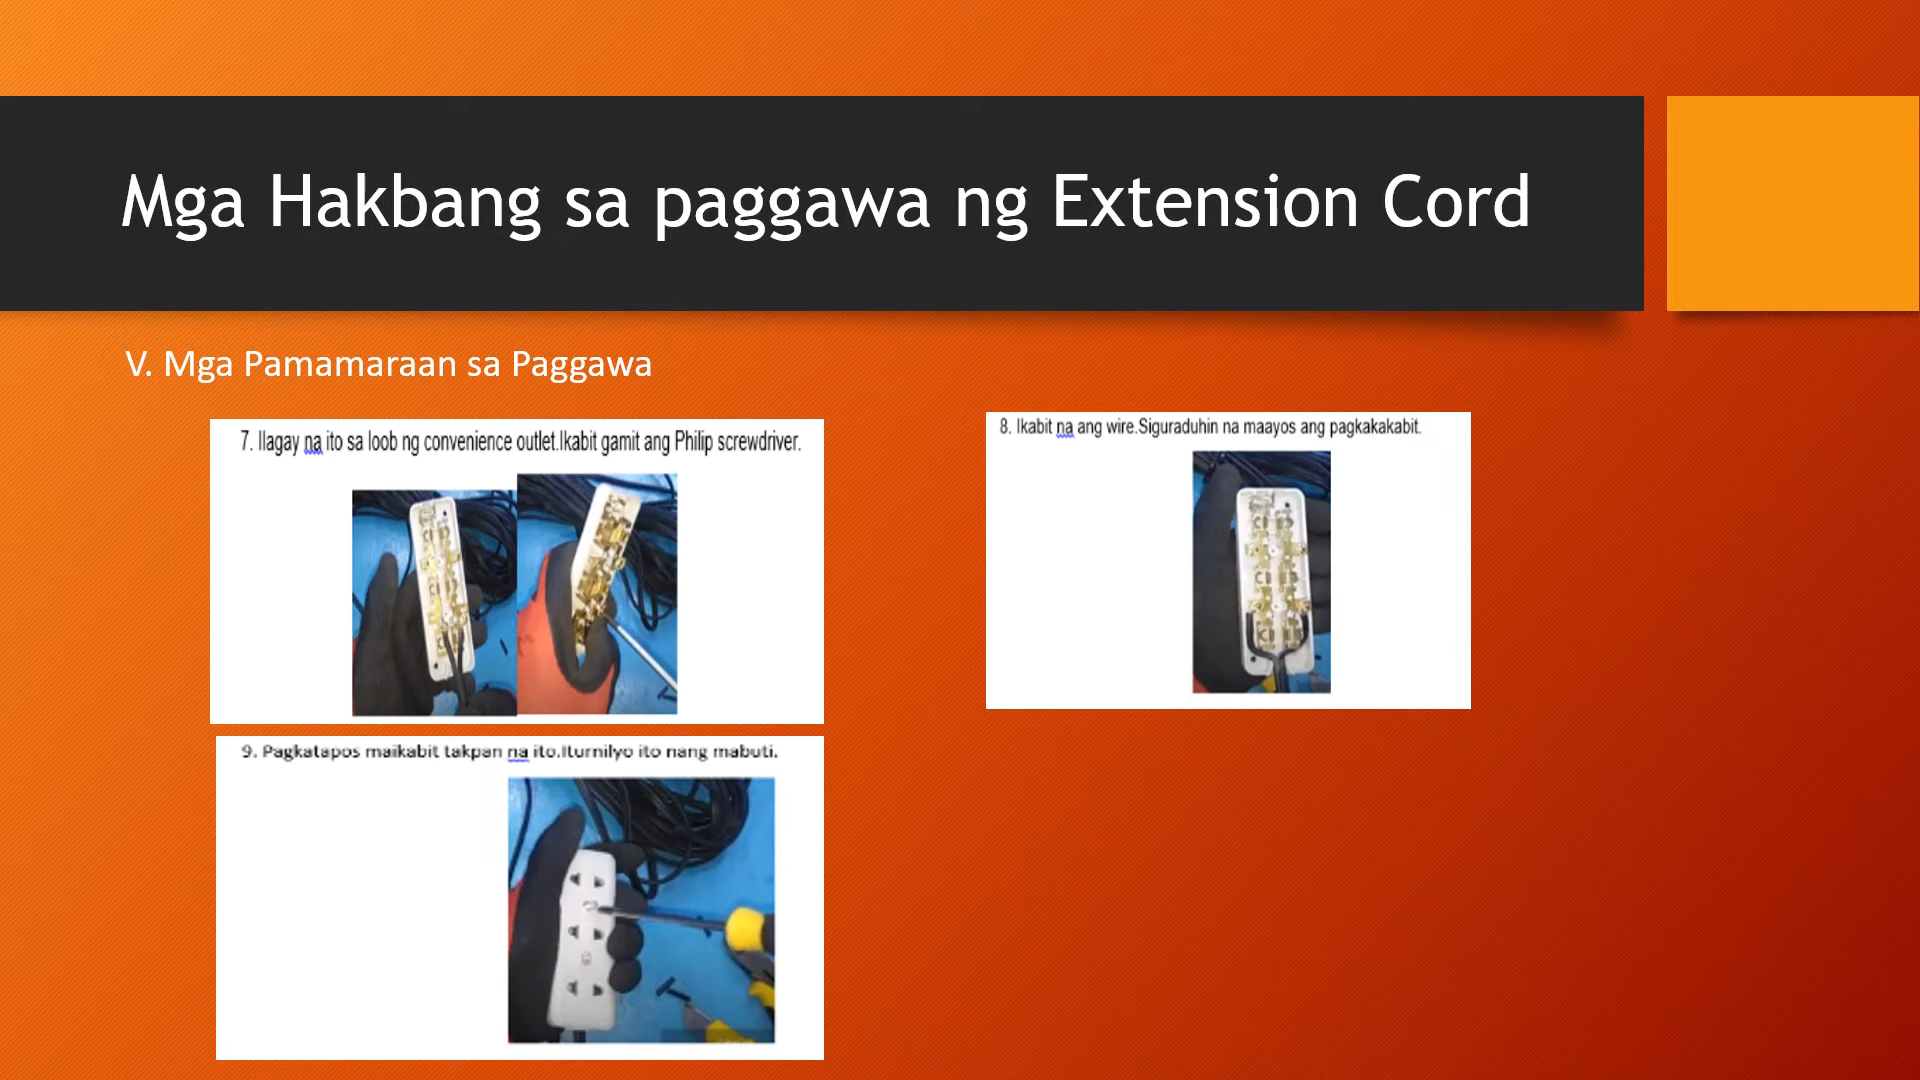 Mga Hakbang sa paggawa ng Extension Cord
V. Mga Pamamaraan sa Paggawa
7. Ilagay na ito sa loob ng convenience outlet.Ikabit gamit ang Philip screwdriver.
8. Ikabit na ang wire.Siguraduhin na maayos ang pagkakakabit.
9. Pagkatapos maikabit takpan na ito.Iturnilyo ito nang mabuti.